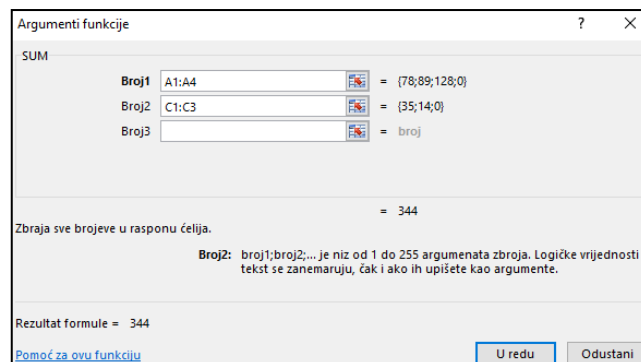 Argumenti funkcije ? X
SUM
Broj1 A1:A4 = {78;89;128;0}
Broj2 C1:C3 = {35;14;0}
Broj3 = broj
= 344
Zbraja sve brojeve u rasponu ćelija.
Broj2: broj1;broj2;... je niz od 1 do 255 argumenata zbroja. Logičke vrijednosti
tekst se zanemaruju, čak i ako ih upišete kao argumente.
Rezultat formule = 344
Pomoć za ovu funkciju U redu Odustani